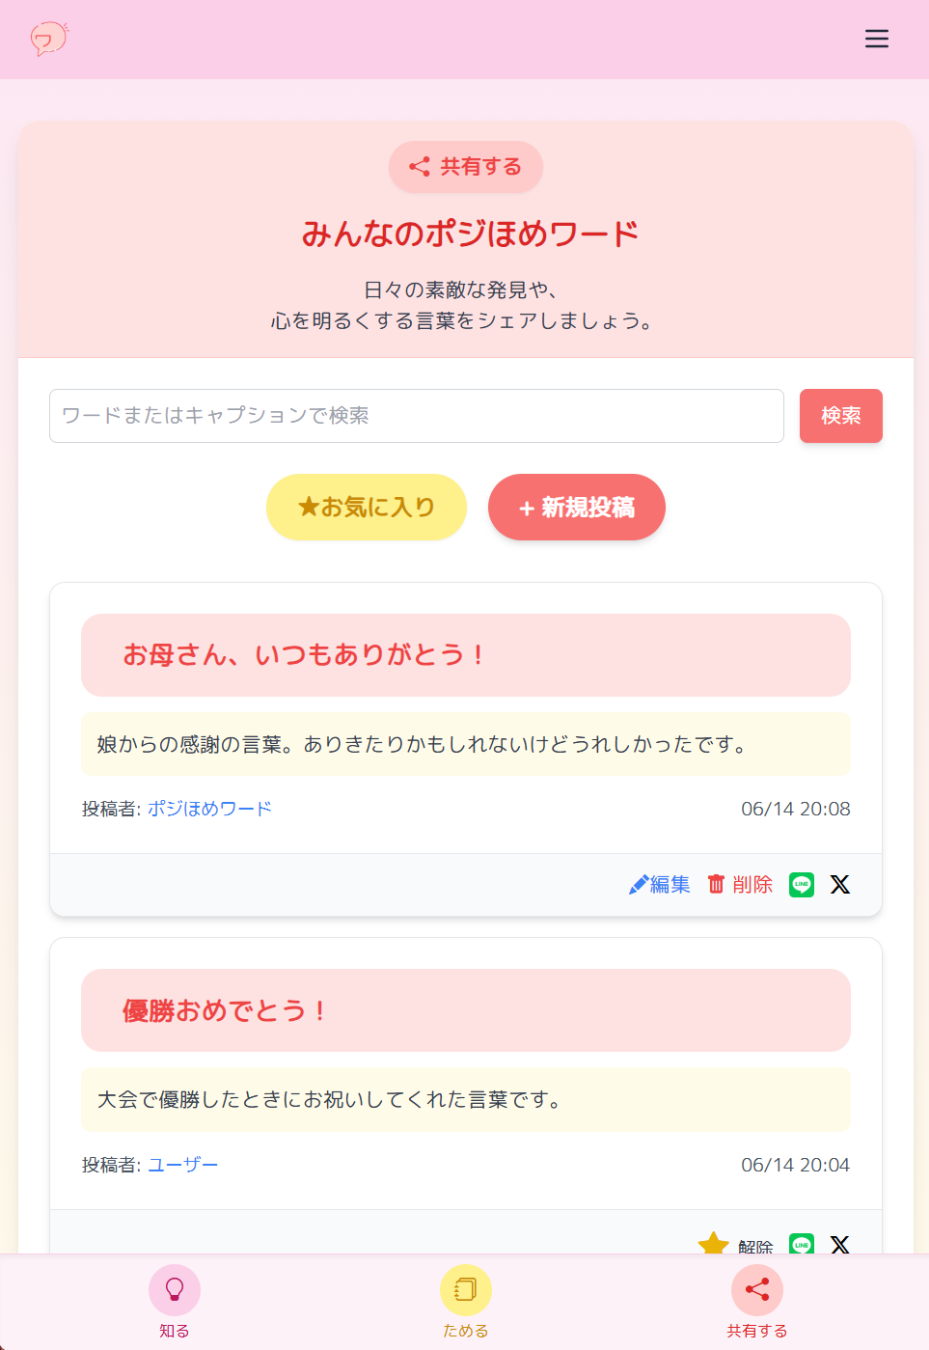 ワ
共有する
みんなのポジほめワード
日々の素敵な発見や、
心を明るくする言葉をシェアしましょう。
ワードまたはキャプションで検索
検索
★お気に入り
+ 新規投稿
お母さん、いつもありがとう！
娘からの感謝の言葉。ありきたりかもしれないけどうれしかったです。
投稿者: ポジほめワード
06/14 20:08
編集
削除
LINE
X
優勝おめでとう！
大会で優勝したときにお祝いしてくれた言葉です。
投稿者: ユーザー
06/14 20:04
解除
LINE
X
知る
ためる
共有する